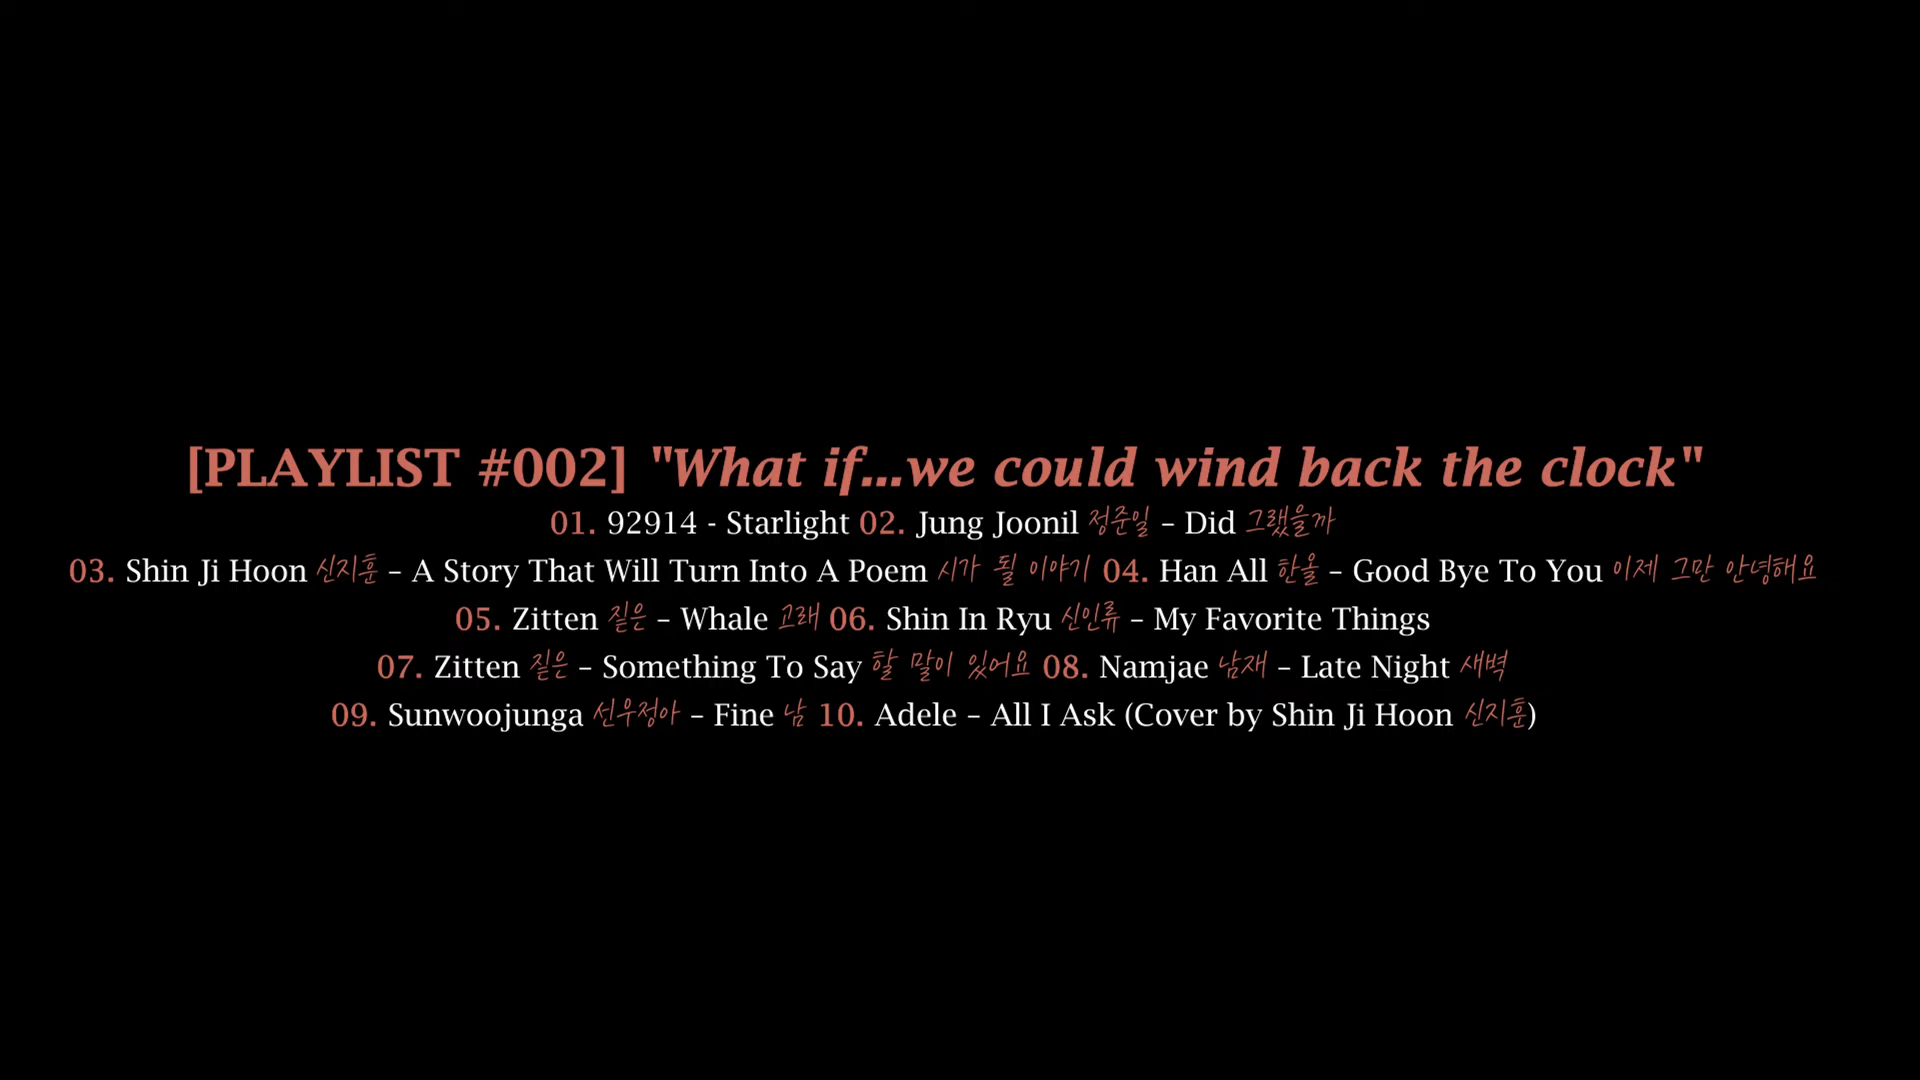 [PLAYLIST #002] "What if...we could wind back the clock"
01. 92914 - Starlight 02. Jung Joonil 정준일 – Did 그랬을까
03. Shin Ji Hoon 신지훈 – A Story That Will Turn Into A Poem 시가 될 이야기 04. Han All 한올 – Good Bye To You 이제 그만 안녕해요
05. Zitten 짙은 – Whale 고래 06. Shin In Ryu 신인류 – My Favorite Things
07. Zitten 짙은 – Something To Say 할 말이 있어요 08. Namjae 남재 – Late Night 새벽
09. Sunwoojunga 선우정아 – Fine 남 10. Adele – All I Ask (Cover by Shin Ji Hoon 신지훈)